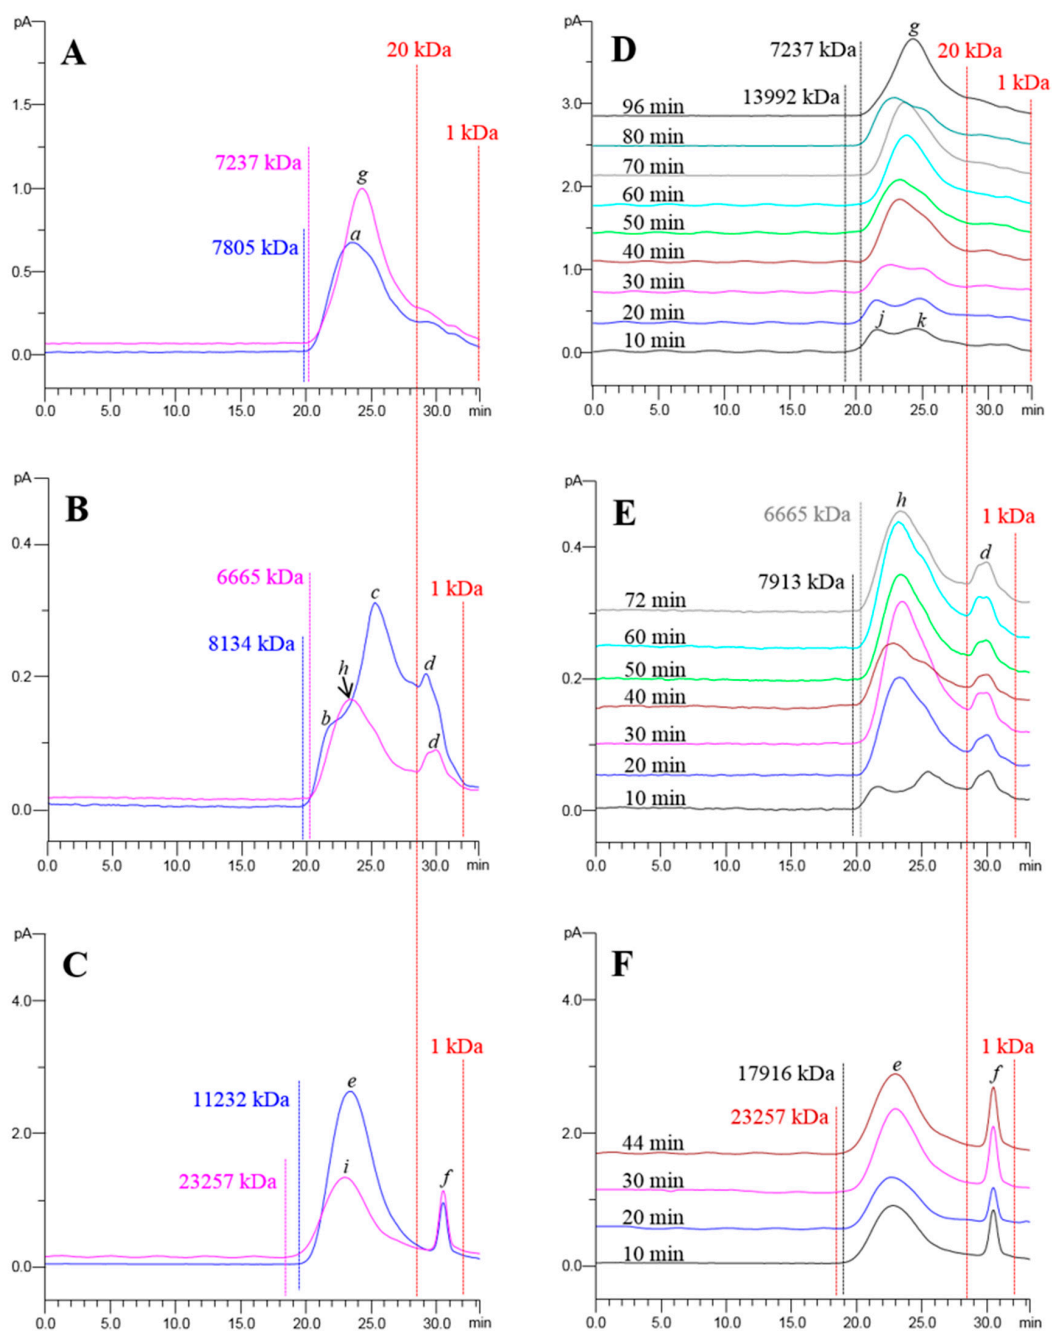 pA
A
20 kDa
1.5
1 kDa
7237 kDa
g
1.0
7805 kDa
a
0.5
0.0
0.0 5.0 10.0 15.0 20.0 25.0 30.0 min
pA
D
g
7237 kDa
20 kDa
13992 kDa
1 kDa
3.0
96 min
80 min
70 min
2.0
60 min
50 min
40 min
1.0
30 min
20 min
j k
0.0
10 min
0.0 5.0 10.0 15.0 20.0 25.0 30.0 min
pA
B
0.4
6665 kDa
c
1 kDa
8134 kDa
h
d
0.2
b
d
0.0
0.0 5.0 10.0 15.0 20.0 25.0 30.0 min
pA
E
h
6665 kDa
1 kDa
0.4
d
7913 kDa
72 min
60 min
50 min
0.2
40 min
30 min
20 min
10 min
0.0
0.0 5.0 10.0 15.0 20.0 25.0 30.0 min
pA
C
4.0
1 kDa
e
11232 kDa
2.0
i
f
23257 kDa
0.0
0.0 5.0 10.0 15.0 20.0 25.0 30.0 min
pA
F
4.0
1 kDa
17916 kDa
e
f
23257 kDa
2.0
44 min
30 min
20 min
10 min
0.0
0.0 5.0 10.0 15.0 20.0 25.0 30.0 min